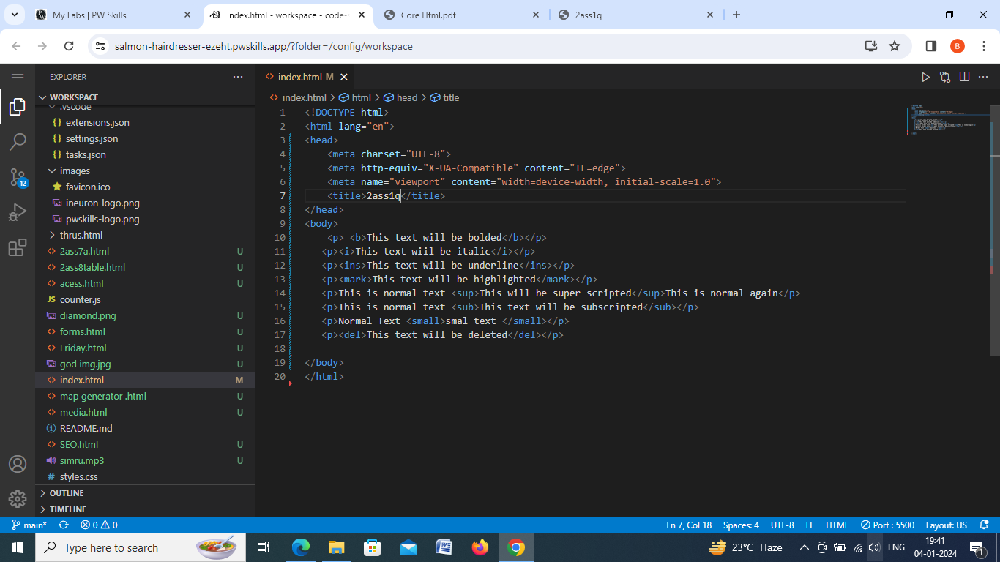 My Labs | PW Skills
index.html - workspace - code-
Core Html.pdf
2ass1q
salmon-hairdresser-ezeht.pwskills.app/?folder=/config/workspace
B
EXPLORER
index.html M
WORKSPACE
index.html > html > head > title
.vscode
extensions.json
settings.json
tasks.json
images
favicon.ico
ineuron-logo.png
pwskills-logo.png
thrus.html
2ass7a.html U
2ass8table.html U
acess.html U
counter.js
diamond.png U
forms.html U
Friday.html U
god img.jpg U
index.html M
map generator .html U
media.html U
README.md
SEO.html U
simru.mp3 U
styles.css
OUTLINE
TIMELINE
12
1 <!DOCTYPE html>
2 <html lang="en">
3 <head>
4 <meta charset="UTF-8">
5 <meta http-equiv="X-UA-Compatible" content="IE=edge">
6 <meta name="viewport" content="width=device-width, initial-scale=1.0">
7 <title>2ass1q</title>
8 </head>
9 <body>
10 <p> <b>This text will be bolded</b></p>
11 <p><i>This text wiil be italic</i></p>
12 <p><ins>This text will be underline</ins></p>
13 <p><mark>This text will be highlighted</mark></p>
14 <p>This is normal text <sup>This will be super scripted</sup>This is normal again</p>
15 <p>This is normal text <sub>This text will be subscripted</sub></p>
16 <p>Normal Text <small>smal text </small></p>
17 <p><del>This text will be deleted</del></p>
18
19 </body>
20 </html>
main* 0 0 Ln 7, Col 18 Spaces: 4 UTF-8 LF HTML Port : 5500 Layout: US
Type here to search
23°C Haze
ENG
19:41
04-01-2024
1